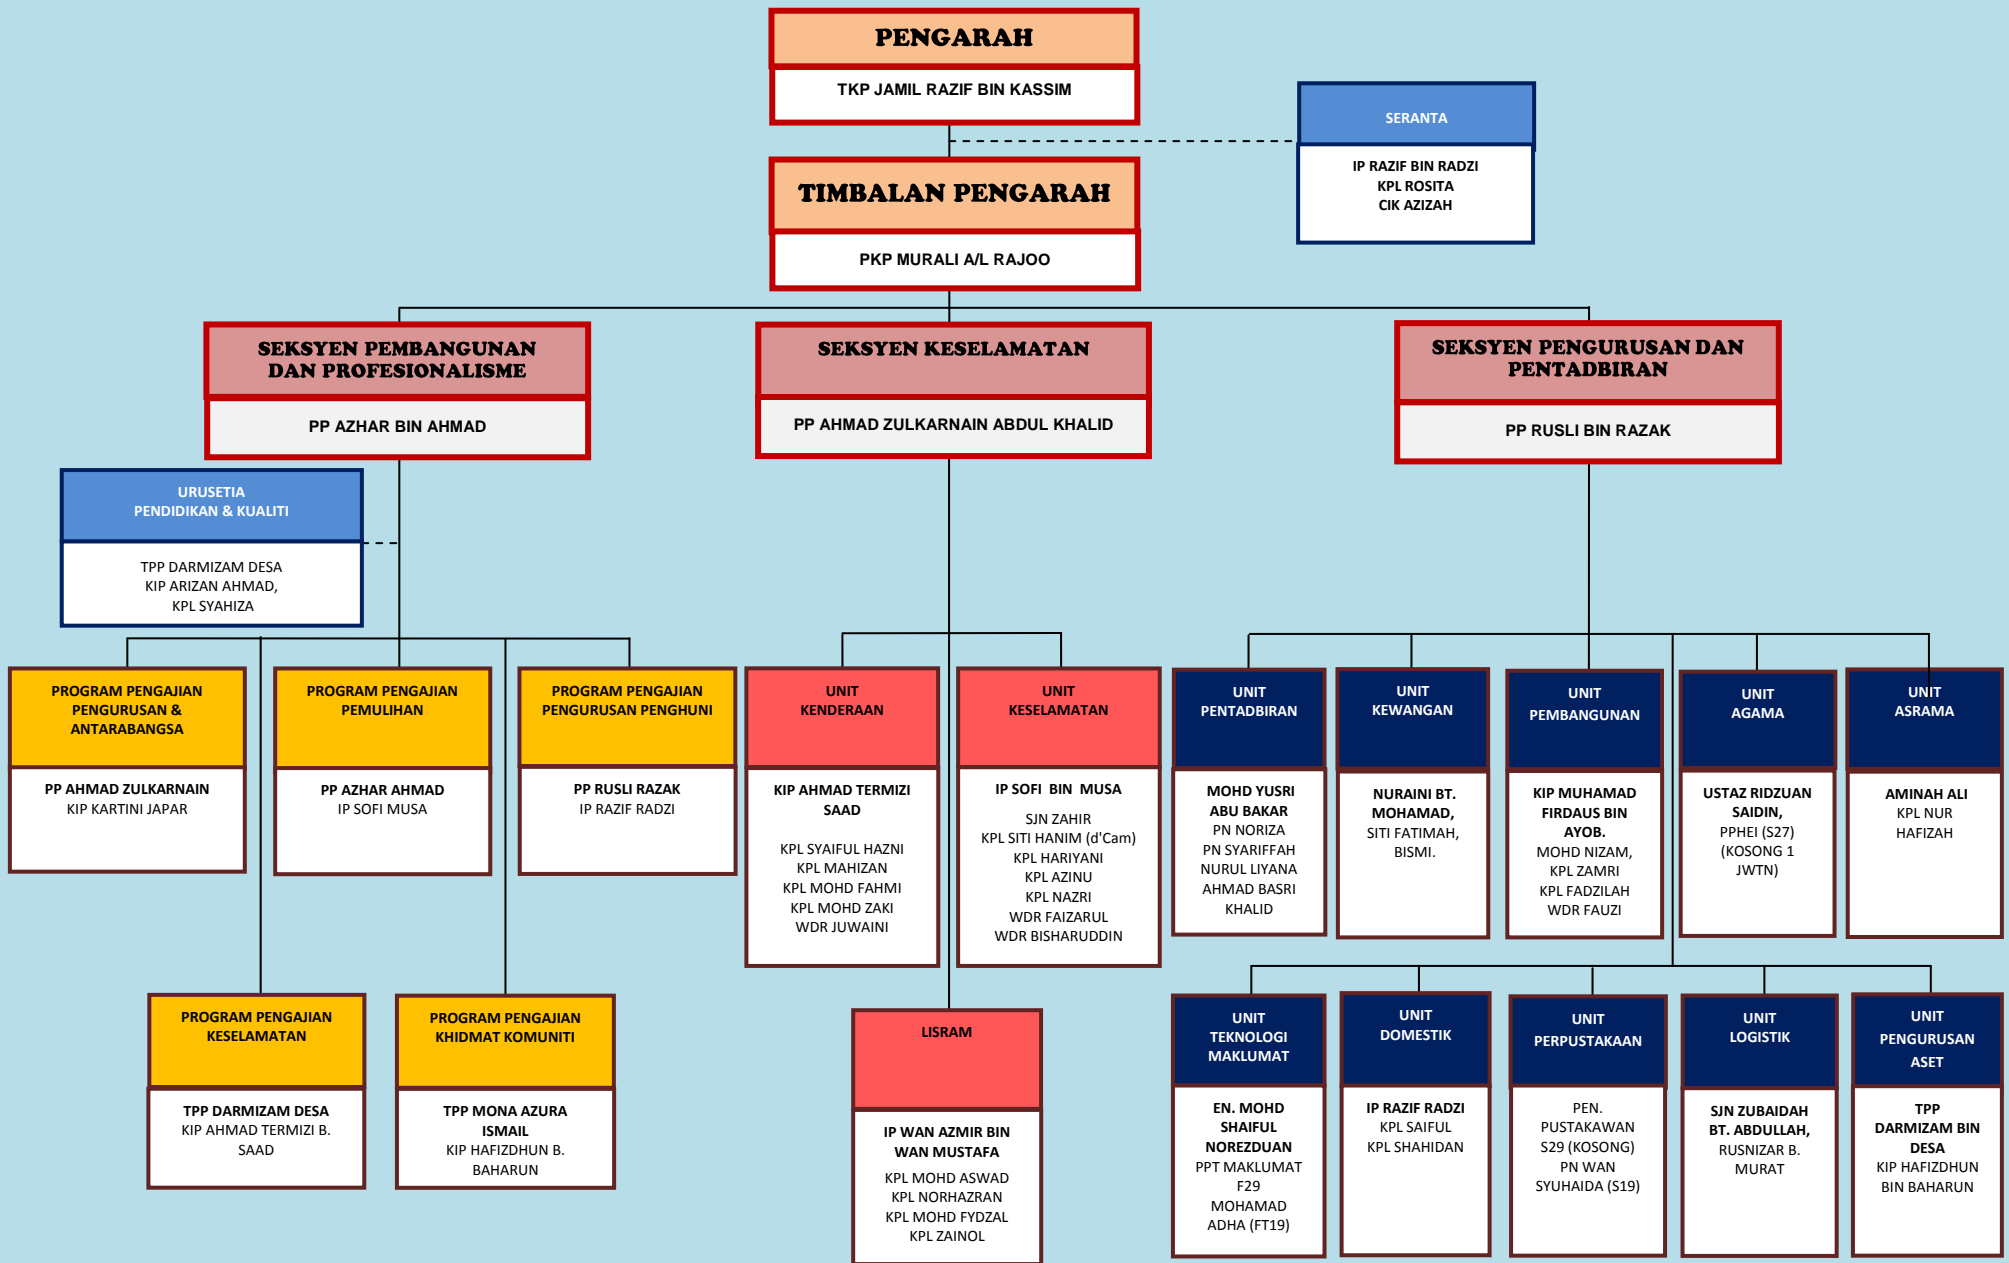 PENGARAH
TKP JAMIL RAZIF BIN KASSIM
SERANTA
IP RAZIF BIN RADZI
KPL ROSITA
CIK AZIZAH
TIMBALAN PENGARAH
PKP MURALI A/L RAJOO
SEKSYEN PEMBANGUNAN
DAN PROFESIONALISME
PP AZHAR BIN AHMAD
SEKSYEN KESELAMATAN
PP AHMAD ZULKARNAIN ABDUL KHALID
SEKSYEN PENGURUSAN DAN
PENTADBIRAN
PP RUSLI BIN RAZAK
URUSETIA
PENDIDIKAN & KUALITI
TPP DARMIZAM DESA
KIP ARIZAN AHMAD,
KPL SYAHIZA
PROGRAM PENGAJIAN
PENGURUSAN &
ANTARABANGSA
PP AHMAD ZULKARNAIN
KIP KARTINI JAPAR
PROGRAM PENGAJIAN
PEMULIHAN
PP AZHAR AHMAD
IP SOFI MUSA
PROGRAM PENGAJIAN
PENGURUSAN PENGHUNI
PP RUSLI RAZAK
IP RAZIF RADZI
UNIT
KENDERAAN
KIP AHMAD TERMIZI
SAAD
KPL SYAIFUL HAZNI
KPL MAHIZAN
KPL MOHD FAHMI
KPL MOHD ZAKI
WDR JUWAINI
UNIT
KESELAMATAN
IP SOFI BIN MUSA
SJN ZAHIR
KPL SITI HANIM (d'Cam)
KPL HARIYANI
KPL AZINU
KPL NAZRI
WDR FAIZARUL
WDR BISHARUDDIN
UNIT
PENTADBIRAN
MOHD YUSRI
ABU BAKAR
PN NORIZA
PN SYARIFFAH
NURUL LIYANA
AHMAD BASRI
KHALID
UNIT
KEWANGAN
NURAINI BT.
MOHAMAD,
SITI FATIMAH,
BISMI.
UNIT
PEMBANGUNAN
KIP MUHAMAD
FIRDAUS BIN
AYOB.
MOHD NIZAM,
KPL ZAMRI
KPL FADZILAH
WDR FAUZI
UNIT
AGAMA
USTAZ RIDZUAN
SAIDIN,
PPHEI (S27)
(KOSONG 1
JWTN)
UNIT
ASRAMA
AMINAH ALI
KPL NUR
HAFIZAH
PROGRAM PENGAJIAN
KESELAMATAN
TPP DARMIZAM DESA
KIP AHMAD TERMIZI B.
SAAD
PROGRAM PENGAJIAN
KHIDMAT KOMUNITI
TPP MONA AZURA
ISMAIL
KIP HAFIZDHUN B.
BAHARUN
LISRAM
IP WAN AZMIR BIN
WAN MUSTAFA
KPL MOHD ASWAD
KPL NORHAZRAN
KPL MOHD FYDZAL
KPL ZAINOL
UNIT
TEKNOLOGI
MAKLUMAT
EN. MOHD
SHAIFUL
NOREZDUAN
PPT MAKLUMAT
F29
MOHAMAD
ADHA (FT19)
UNIT
DOMESTIK
IP RAZIF RADZI
KPL SAIFUL
KPL SHAHIDAN
UNIT
PERPUSTAKAAN
PEN.
PUSTAKAWAN
S29 (KOSONG)
PN WAN
SYUHAIDA (S19)
UNIT
LOGISTIK
SJN ZUBAIDAH
BT. ABDULLAH,
RUSNIZAR B.
MURAT
UNIT
PENGURUSAN
ASET
TPP
DARMIZAM BIN
DESA
KIP HAFIZDHUN
BIN BAHARUN